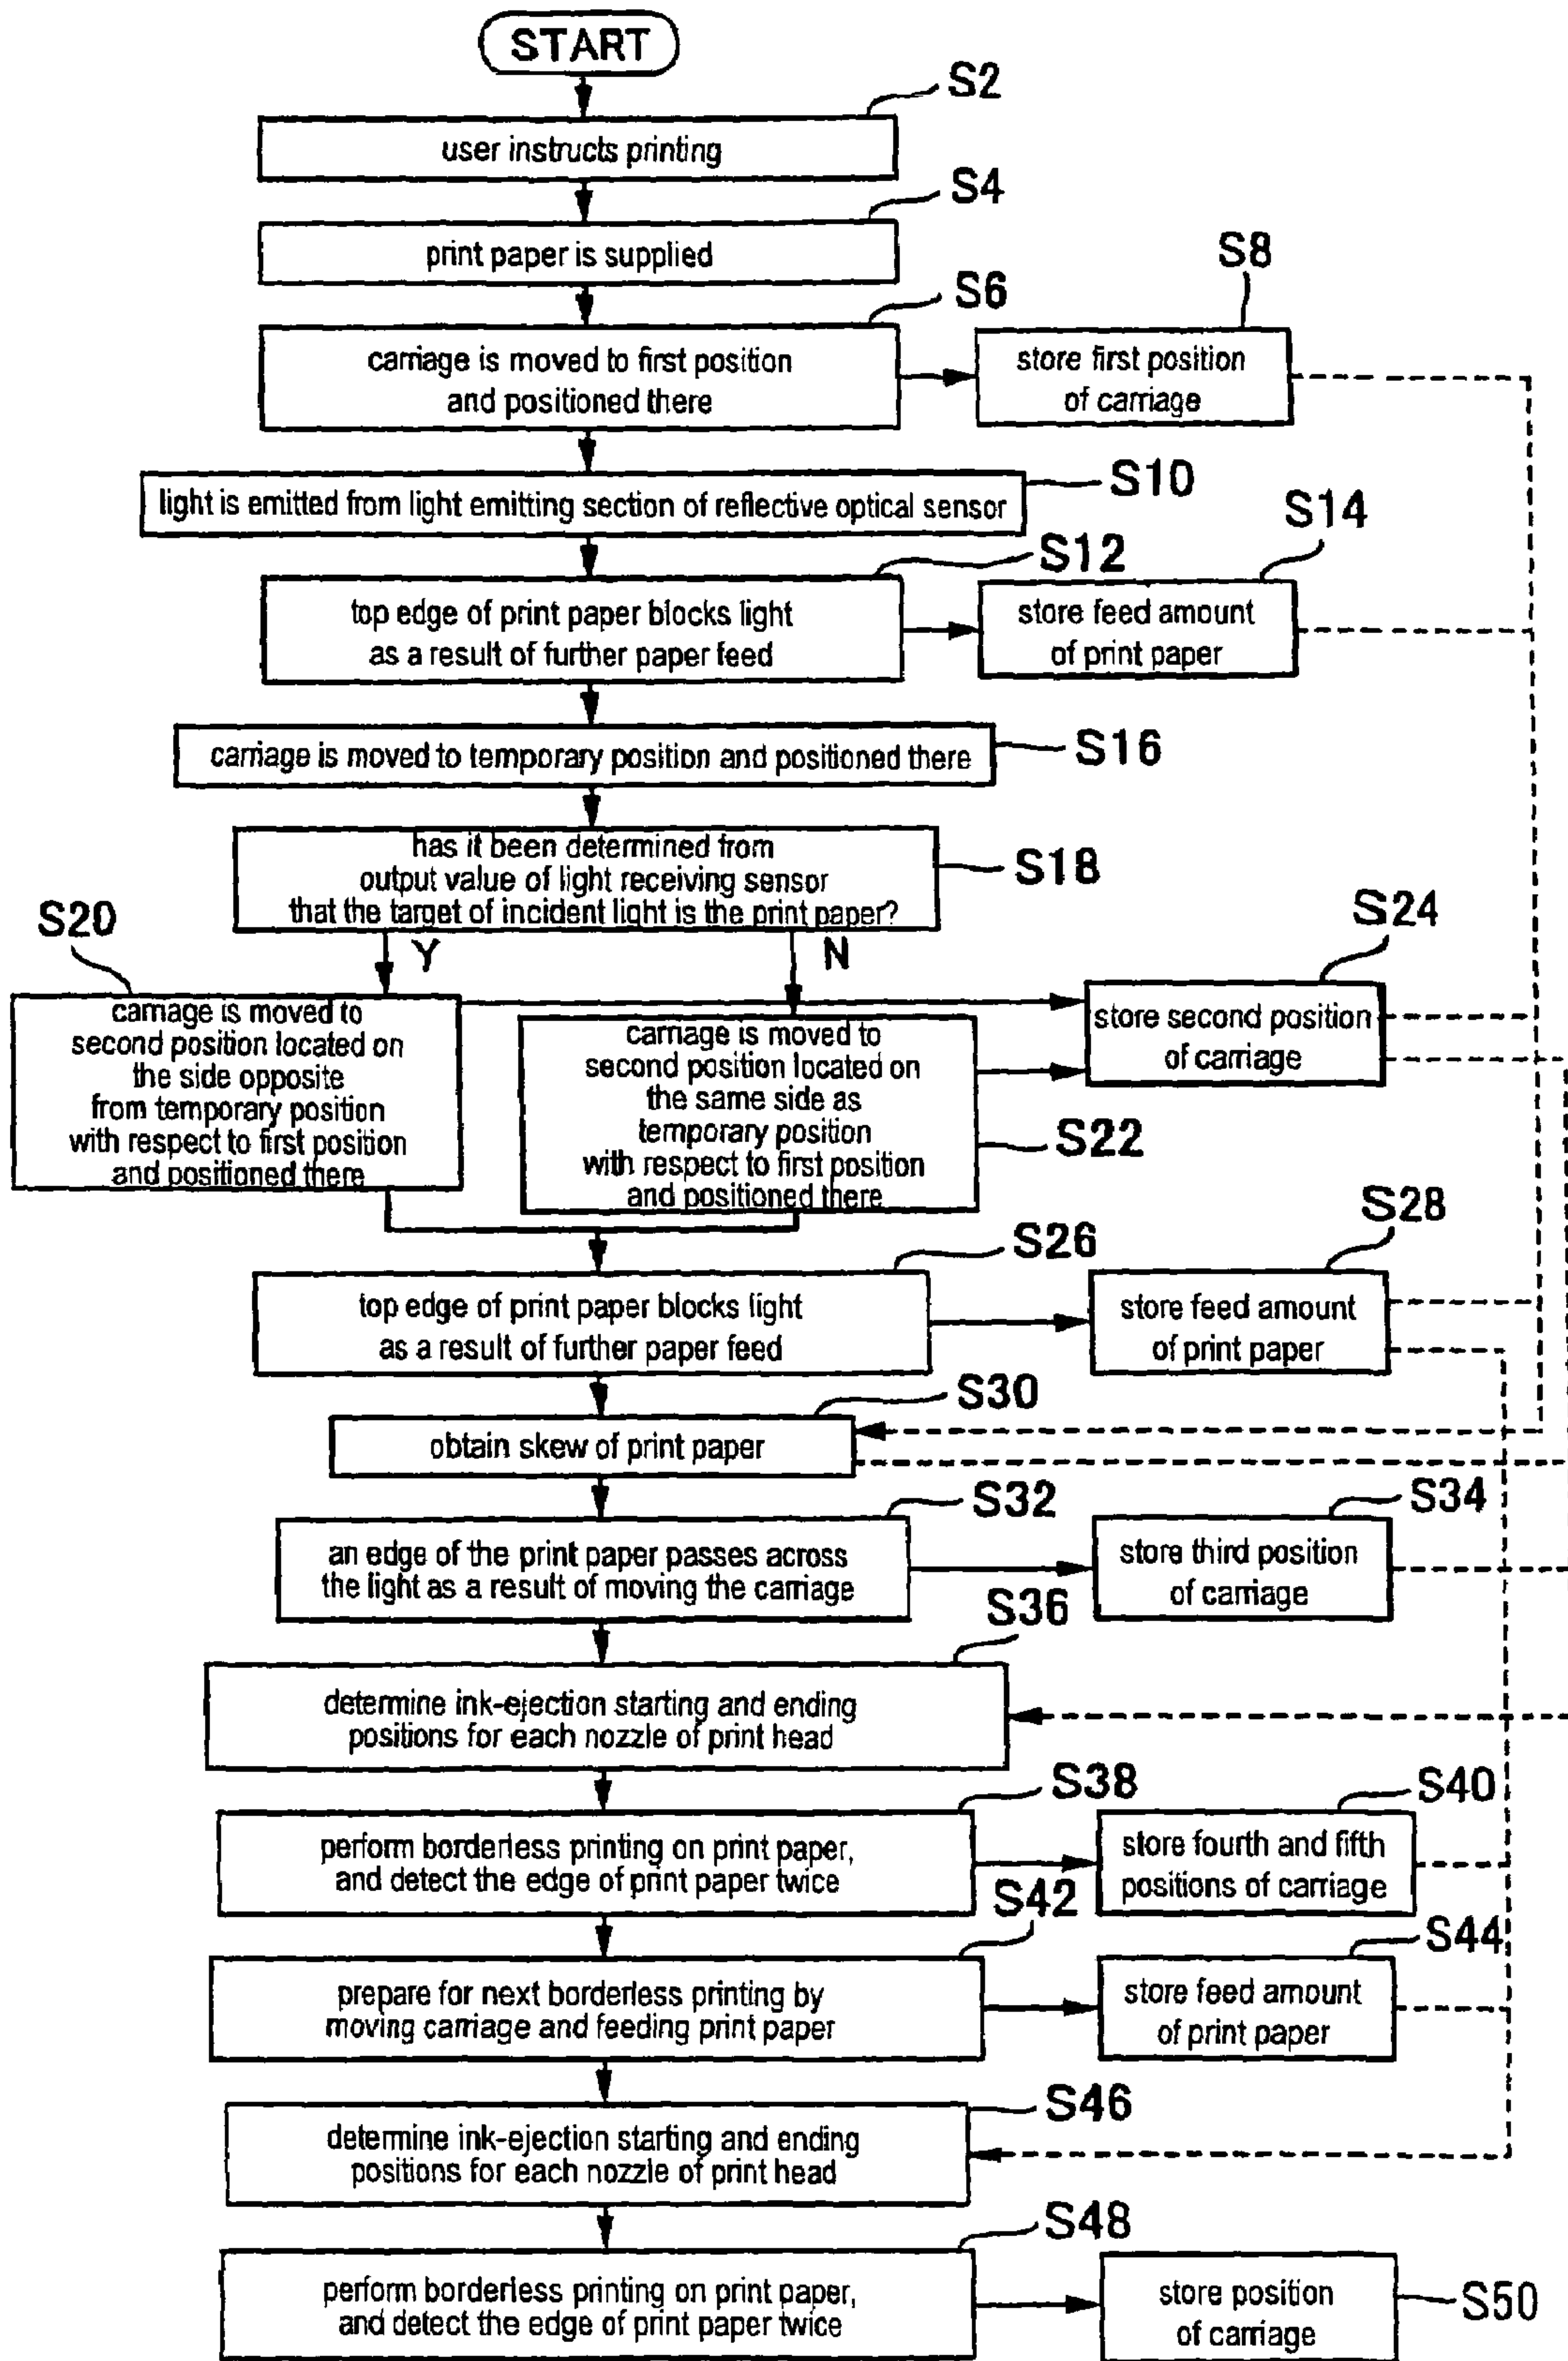 START
S2
user instructs printing
S4
print paper is supplied
S6
S8
carriage is moved to first position
and positioned there
store first position
of carriage
S10
light is emitted from light emitting section of reflective optical sensor
S12
S14
top edge of print paper blocks light
as a result of further paper feed
store feed amount
of print paper
S16
carriage is moved to temporary position and positioned there
S18
has it been determined from
output value of light receiving sensor
that the target of incident light is the print paper?
S20
Y
N
S24
carriage is moved to
second position located on
the side opposite
from temporary position
with respect to first position
and positioned there
carriage is moved to
second position located on
the same side as
temporary position
with respect to first position
and positioned there
store second position
of carriage
S22
S26
S28
top edge of print paper blocks light
as a result of further paper feed
store feed amount
of print paper
S30
obtain skew of print paper
S32
S34
an edge of the print paper passes across
the light as a result of moving the carriage
store third position
of carriage
S36
determine ink-ejection starting and ending
positions for each nozzle of print head
S38
S40
perform borderless printing on print paper,
and detect the edge of print paper twice
store fourth and fifth
positions of carriage
S42
S44
prepare for next borderless printing by
moving carriage and feeding print paper
store feed amount
of print paper
S46
determine ink-ejection starting and ending
positions for each nozzle of print head
S48
perform borderless printing on print paper,
and detect the edge of print paper twice
store position
of carriage
S50